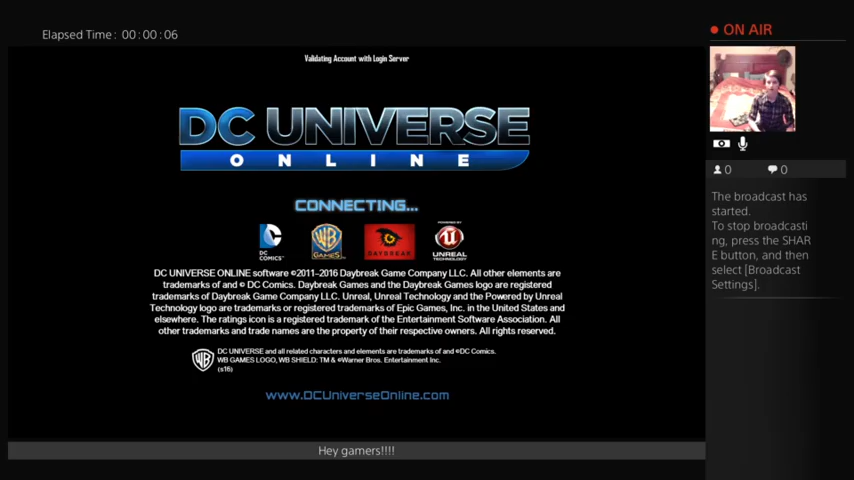 Elapsed Time: 00:00:06
ON AIR
Validating Account with Login Server
DC UNIVERSE
ONLINE
CONNECTING...
DC
COMICS
WB
GAMES
DAYBREAK
POWERED BY
UNREAL
TECHNOLOGY
DC UNIVERSE ONLINE software ©2011–2016 Daybreak Game Company LLC. All other elements are
trademarks of and © DC Comics. Daybreak Games and the Daybreak Games logo are registered
trademarks of Daybreak Game Company LLC. Unreal, Unreal Technology and the Powered by Unreal
Technology logo are trademarks or registered trademarks of Epic Games, Inc. in the United States and
elsewhere. The ratings icon is a registered trademark of the Entertainment Software Association. All
other trademarks and trade names are the property of their respective owners. All rights reserved.
WB
DC UNIVERSE and all related characters and elements are trademarks of and ©DC Comics.
WB GAMES LOGO, WB SHIELD: TM & ©Warner Bros. Entertainment Inc.
(s16)
www.DCUniverseOnline.com
Hey gamers!!!!
0
0
The broadcast has
started.
To stop broadcasti
ng, press the SHAR
E button, and then
select [Broadcast
Settings].